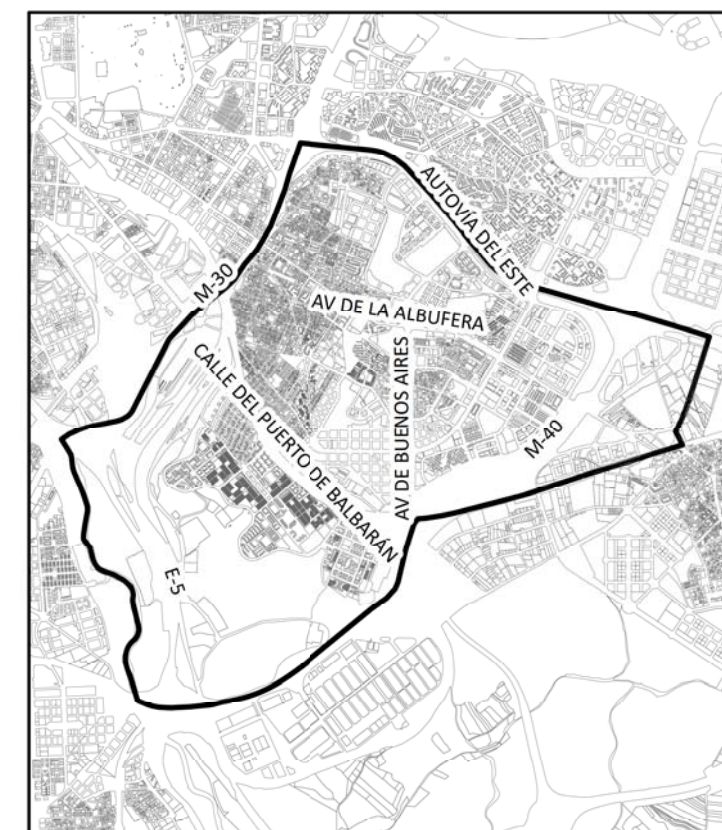 AUTOVÍA DEL ESTE
M-30
AV DE LA ALBUFERA
CALLE DEL PUERTO DE BALBARÁN
AV DE BUENOS AIRES
M-40
E-5